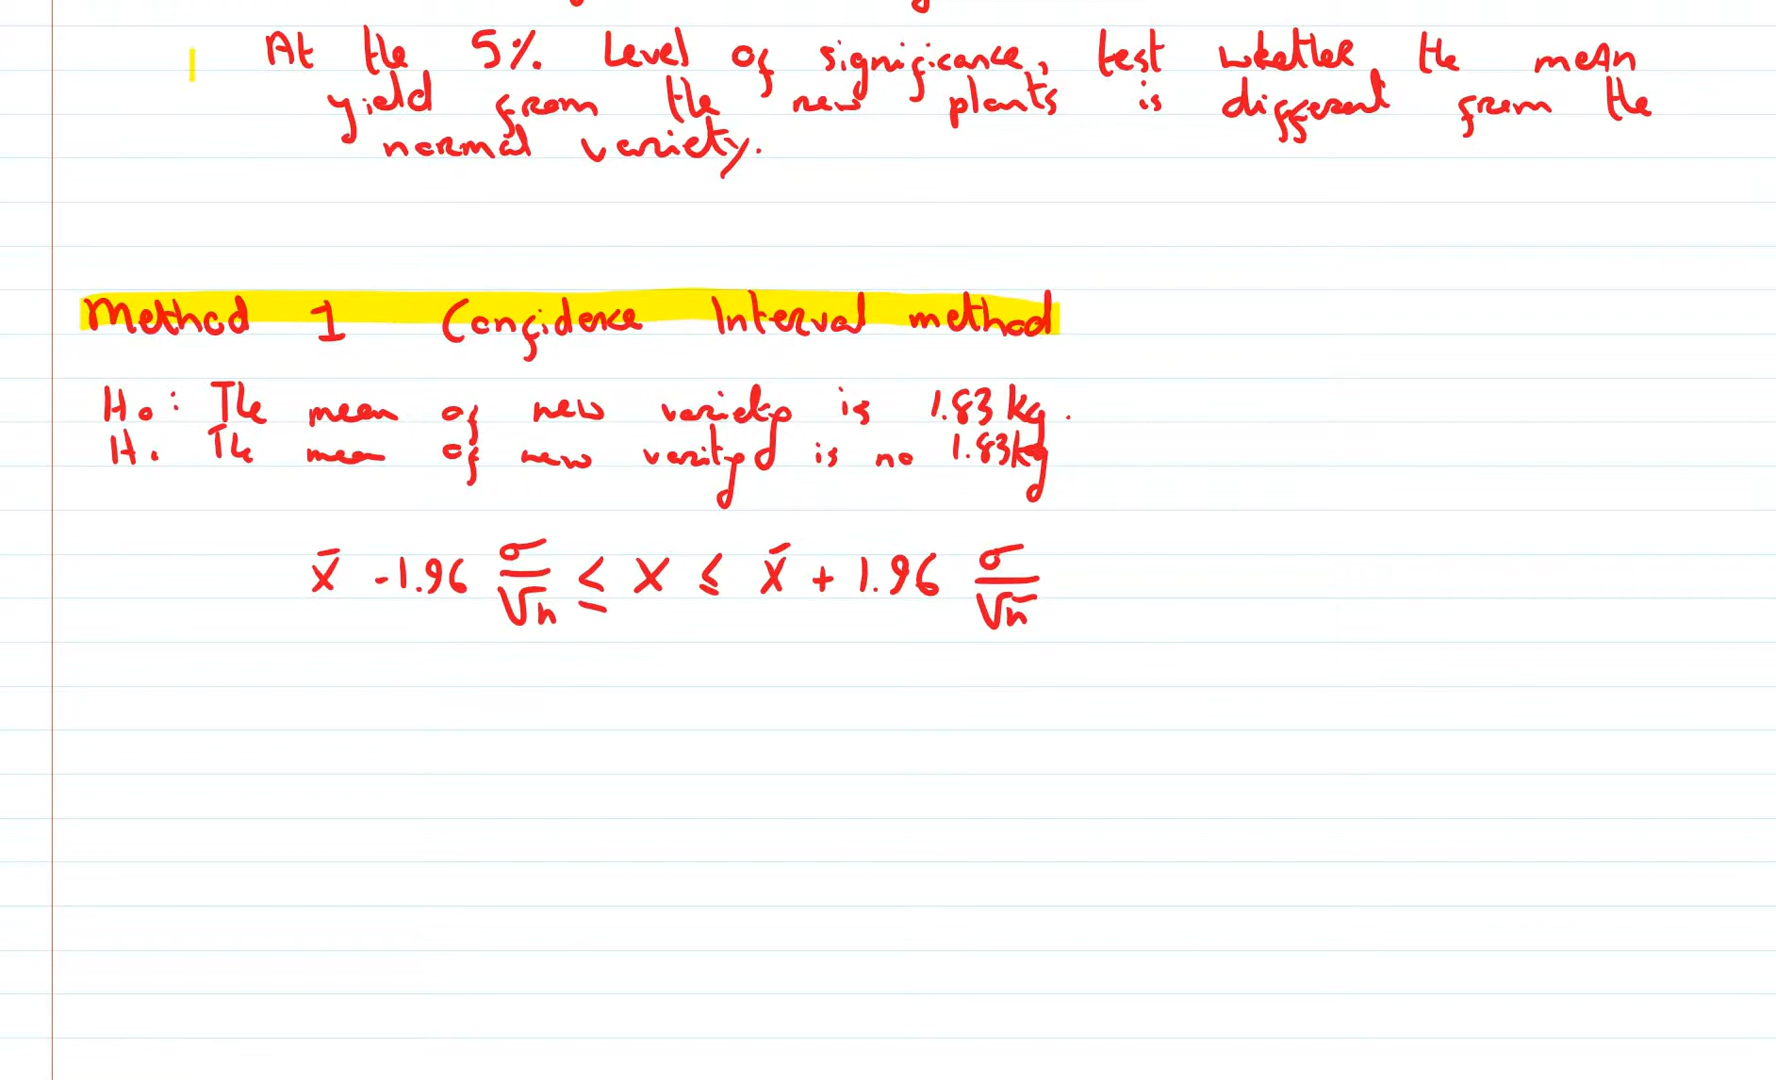 At the 5% level of significance, test whether the mean
yield from the new plants is different from the
normal variety.
Method 1 Confidence Interval method
H₀: The mean of new variety is 1.83 kg.
H₁ The mean of new is no 1.83kg
x̄ - 1.96 σ/√n ≤ x ≤ x̄ + 1.96 σ/√n